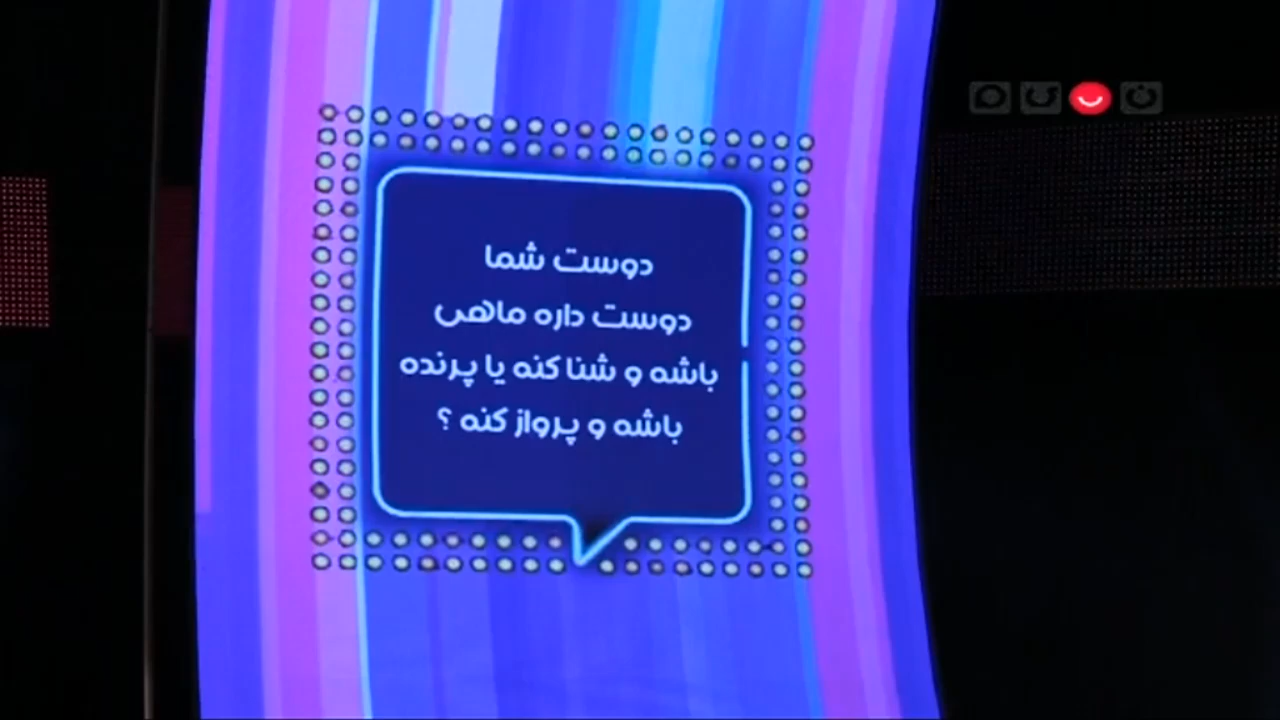 دوست شما
دوست داره ماهی
باشه و شنا کنه یا پرنده
باشه و پرواز کنه ؟